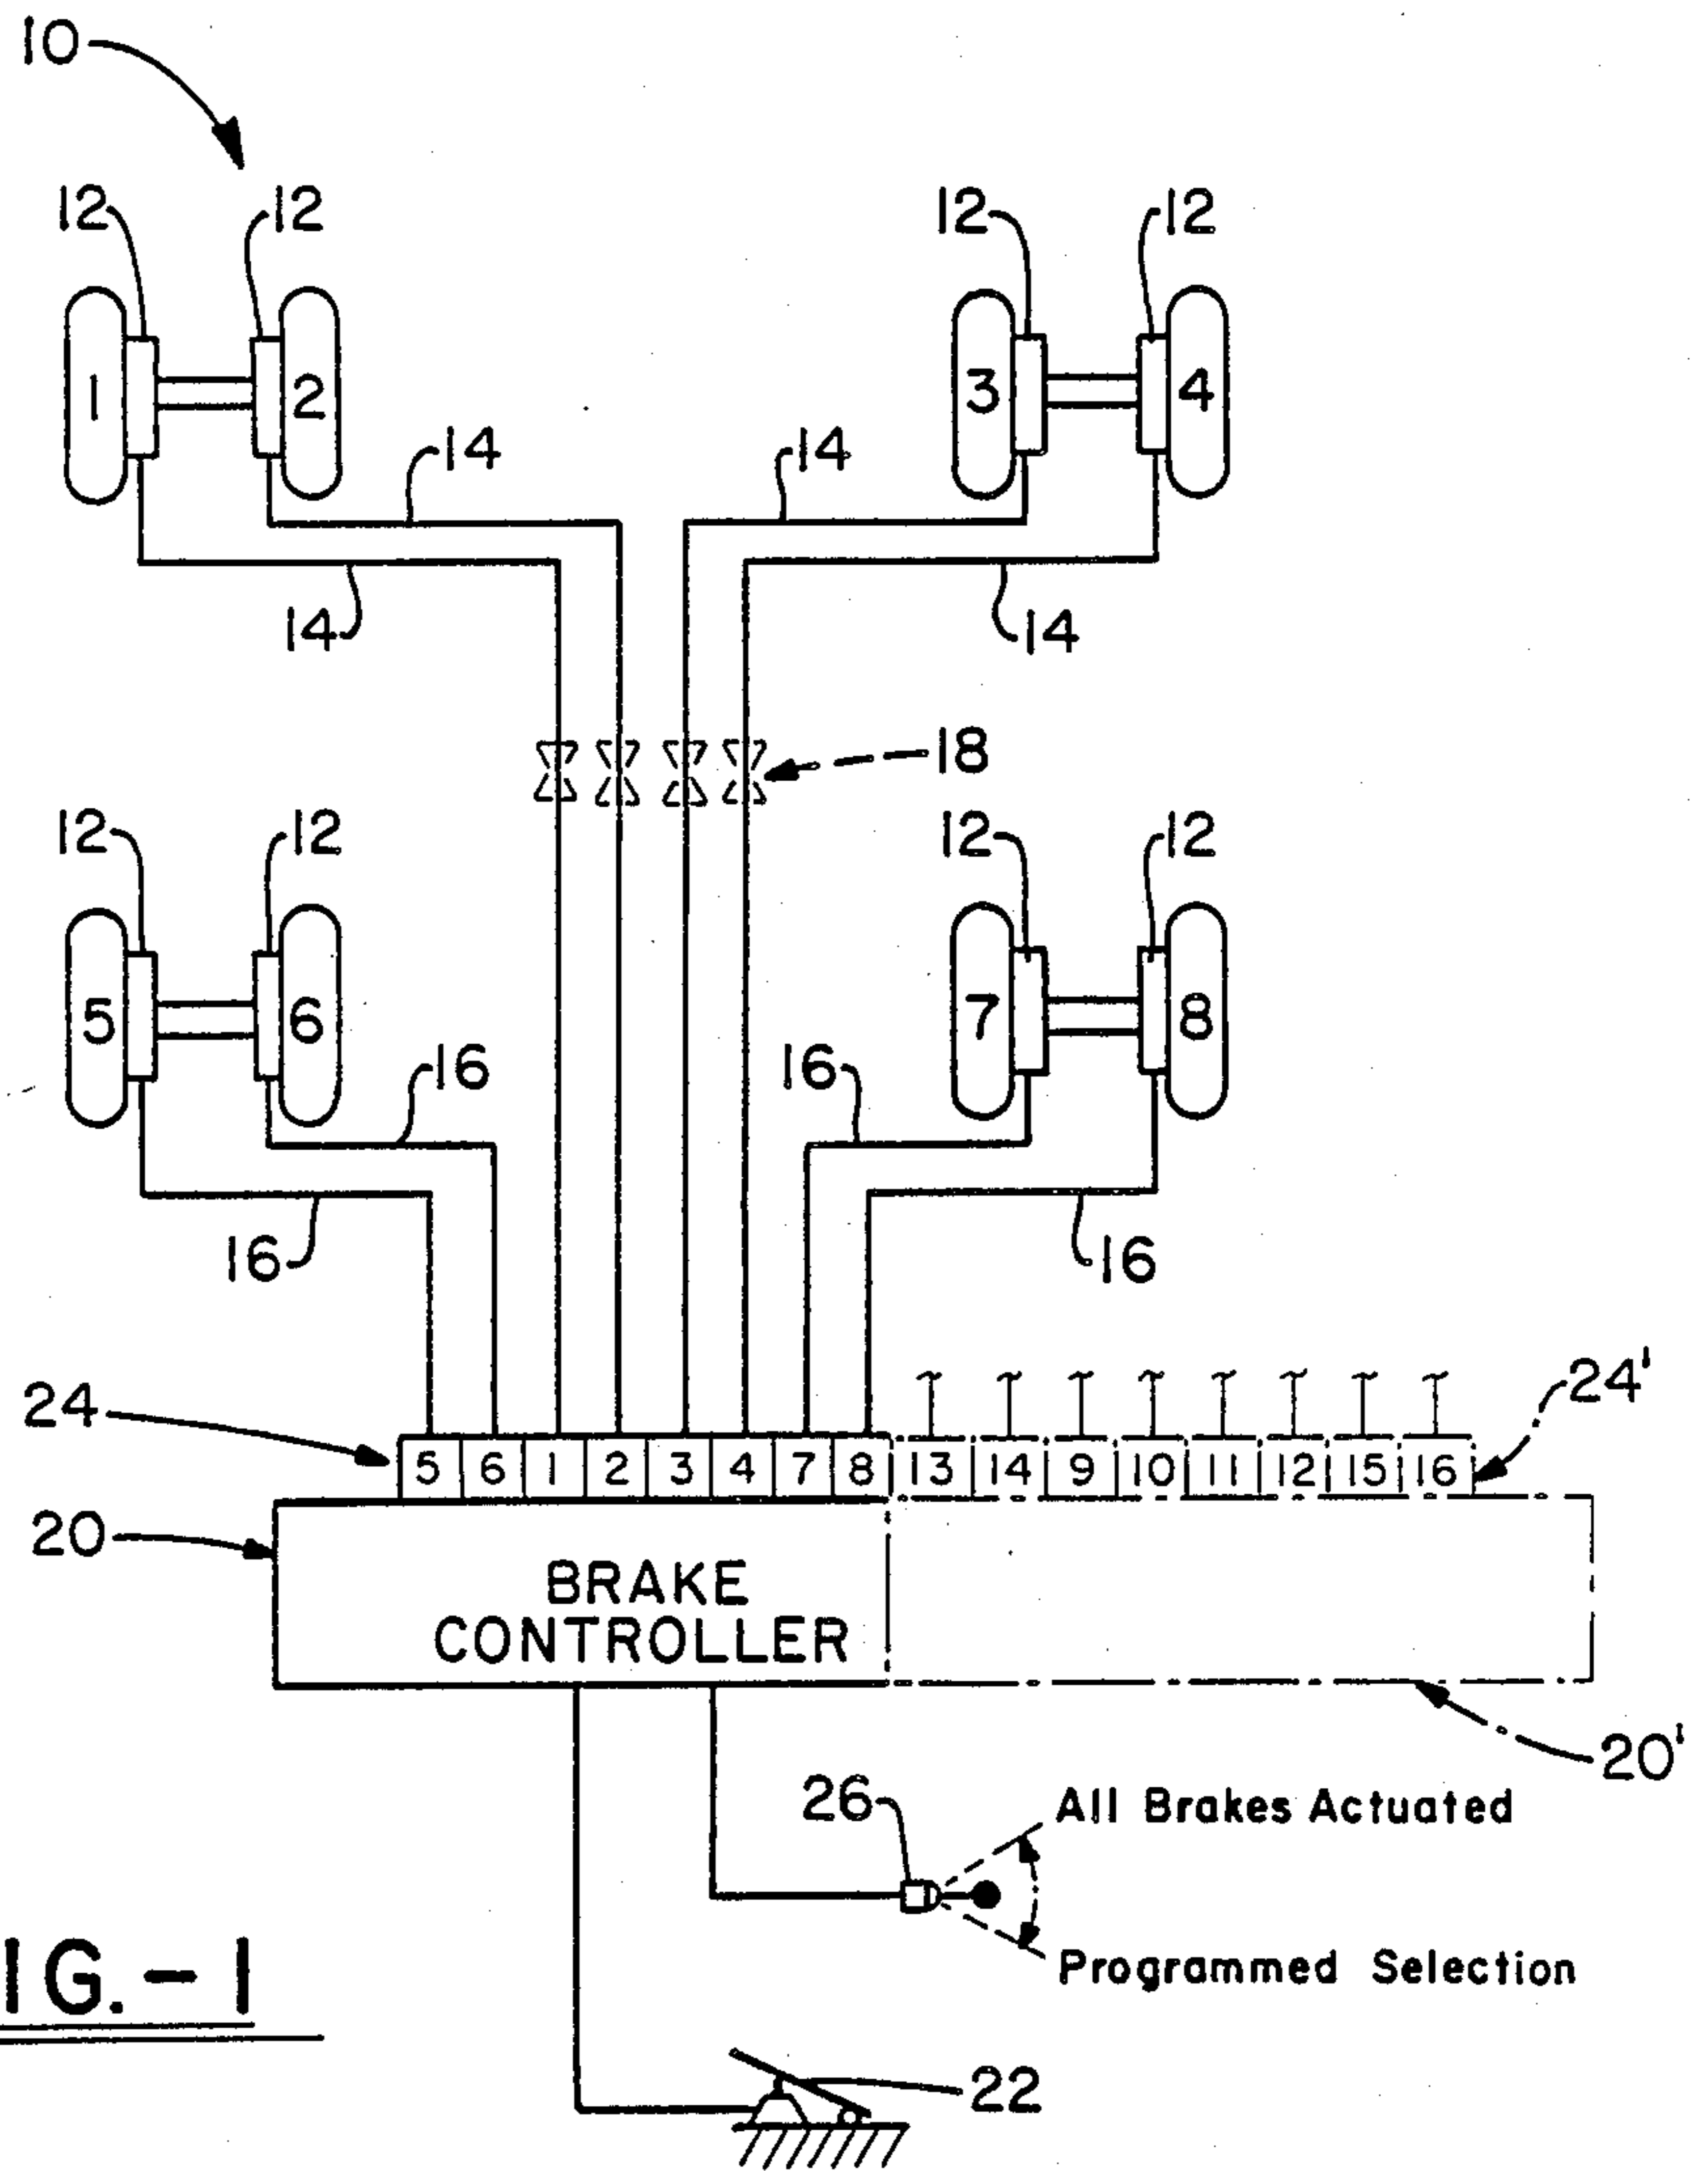 10
12 12 12 12
1 2 3 4
14 14
14 14
18
12 12 12 12
5 6 7 8
16 16
16 16
24'
24
5 6 1 2 3 4 7 8 13 14 9 10 11 12 15 16
20
BRAKE
CONTROLLER
20'
26
All Brakes Actuated
Programmed Selection
IG.-1
22